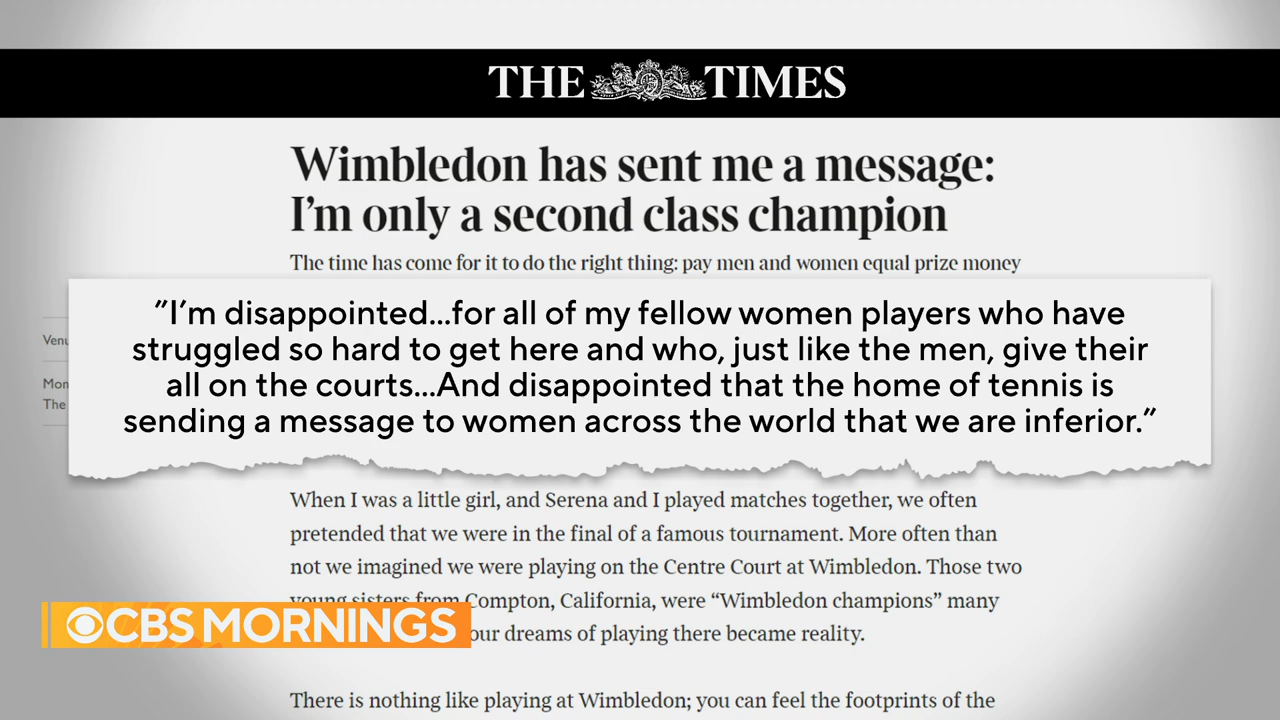 THE TIMES
Wimbledon has sent me a message:
I'm only a second class champion
The time has come for it to do the right thing: pay men and women equal prize money
"I'm disappointed...for all of my fellow women players who have
struggled so hard to get here and who, just like the men, give their
all on the courts...And disappointed that the home of tennis is
sending a message to women across the world that we are inferior."
Venu
Mon
The
When I was a little girl, and Serena and I played matches together, we often
pretended that we were in the final of a famous tournament. More often than
not we imagined we were playing on the Centre Court at Wimbledon. Those two
young sisters from Compton, California, were “Wimbledon champions” many
our dreams of playing there became reality.
CBS MORNINGS
There is nothing like playing at Wimbledon; you can feel the footprints of the